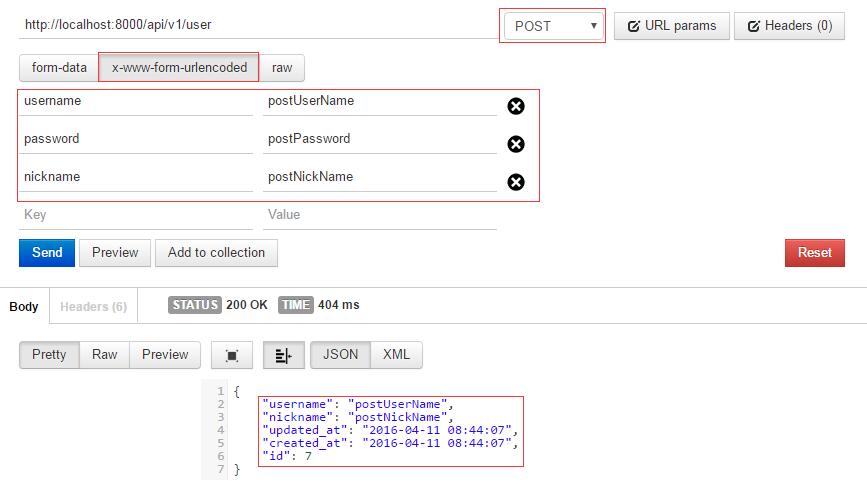 http://localhost:8000/api/v1/user POST URL params Headers (0)
form-data x-www-form-urlencoded raw
username postUserName
password postPassword
nickname postNickName
Key Value
Send Preview Add to collection Reset
Body Headers (6) STATUS 200 OK TIME 404 ms
Pretty Raw Preview JSON XML
1 {
2 "username": "postUserName",
3 "nickname": "postNickName",
4 "updated_at": "2016-04-11 08:44:07",
5 "created_at": "2016-04-11 08:44:07",
6 "id": 7
7 }